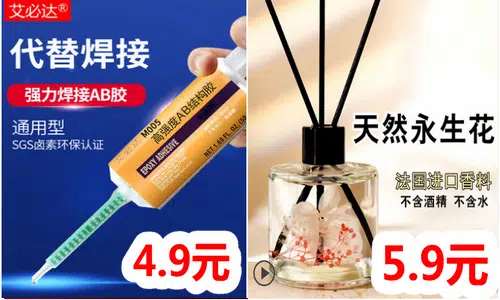 艾必达®
代替焊接
强力焊接AB胶
通用型
SGS卤素环保认证
M005
高强度AB结构胶
EPOXY ADHESIVE
4.9元
天然永生花
法国进口香料
不含酒精 不含水
5.9元